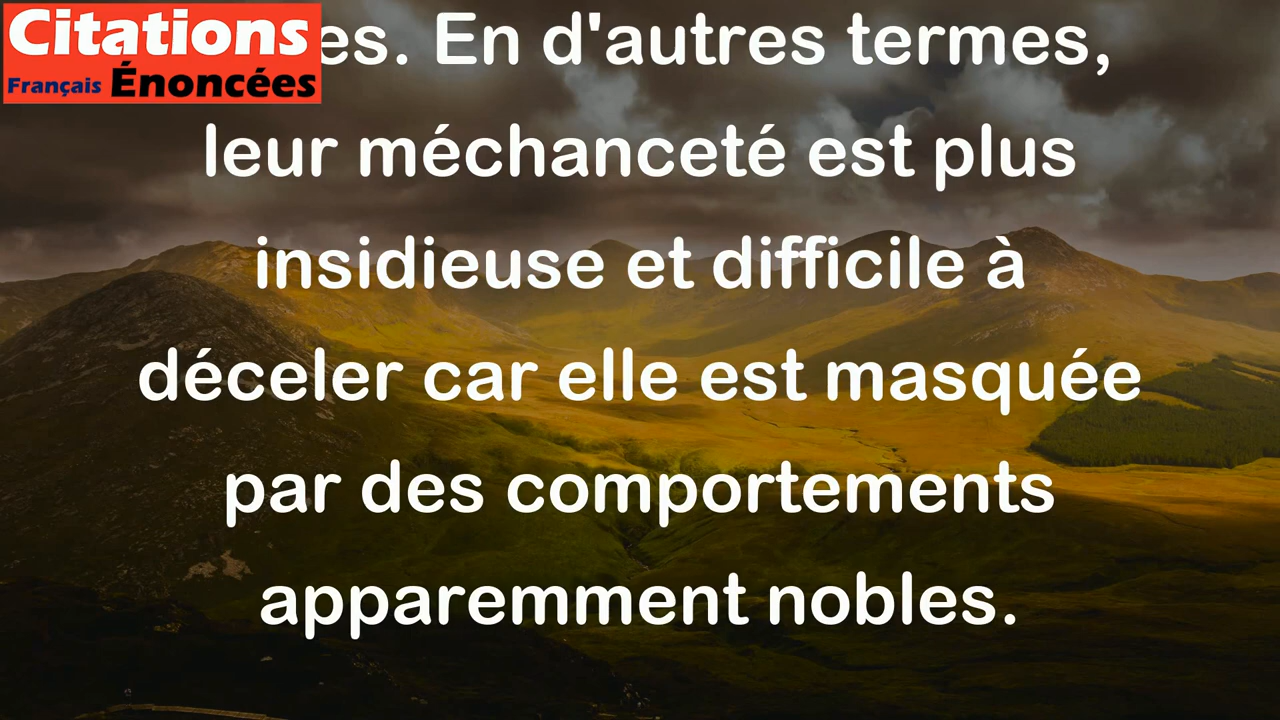 Citations
Français Énoncées
es. En d'autres termes,
leur méchanceté est plus
insidieuse et difficile à
déceler car elle est masquée
par des comportements
apparemment nobles.